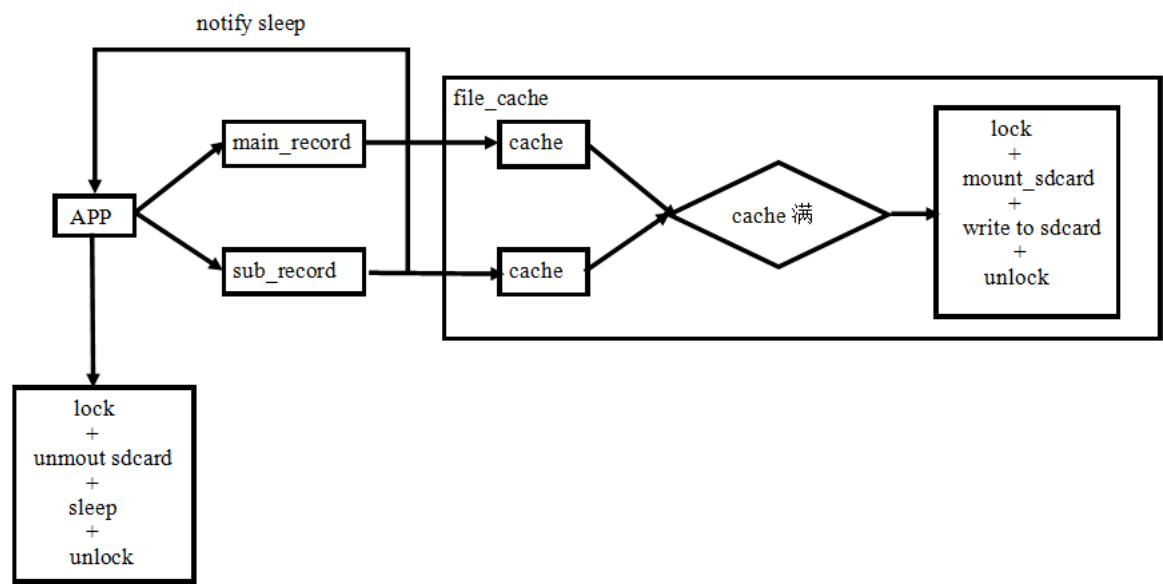 notify sleep
file_cache
main_record
cache
APP
sub_record
cache
cache 满
lock
+
mount_sdcard
+
write to sdcard
+
unlock
lock
+
unmout sdcard
+
sleep
+
unlock